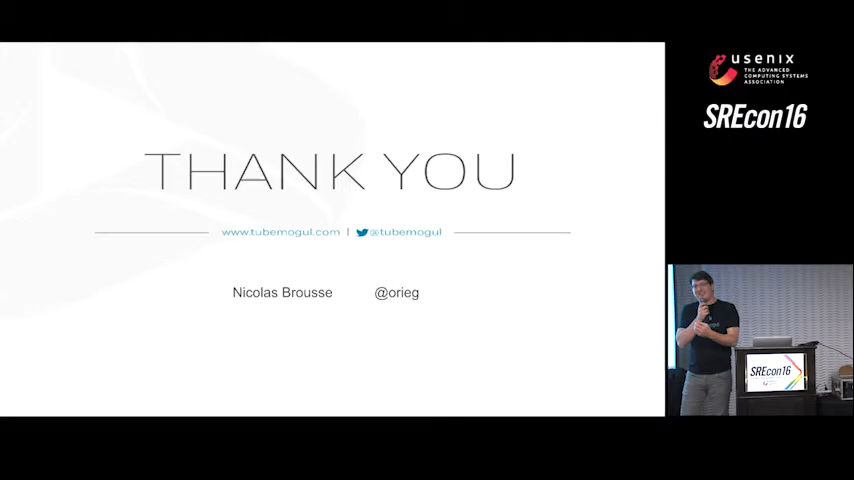 THANK YOU
www.tubemogul.com | @tubemogul
Nicolas Brousse @orieg
usenix
THE ADVANCED
COMPUTING SYSTEMS
ASSOCIATION
SREcon16
SREcon16